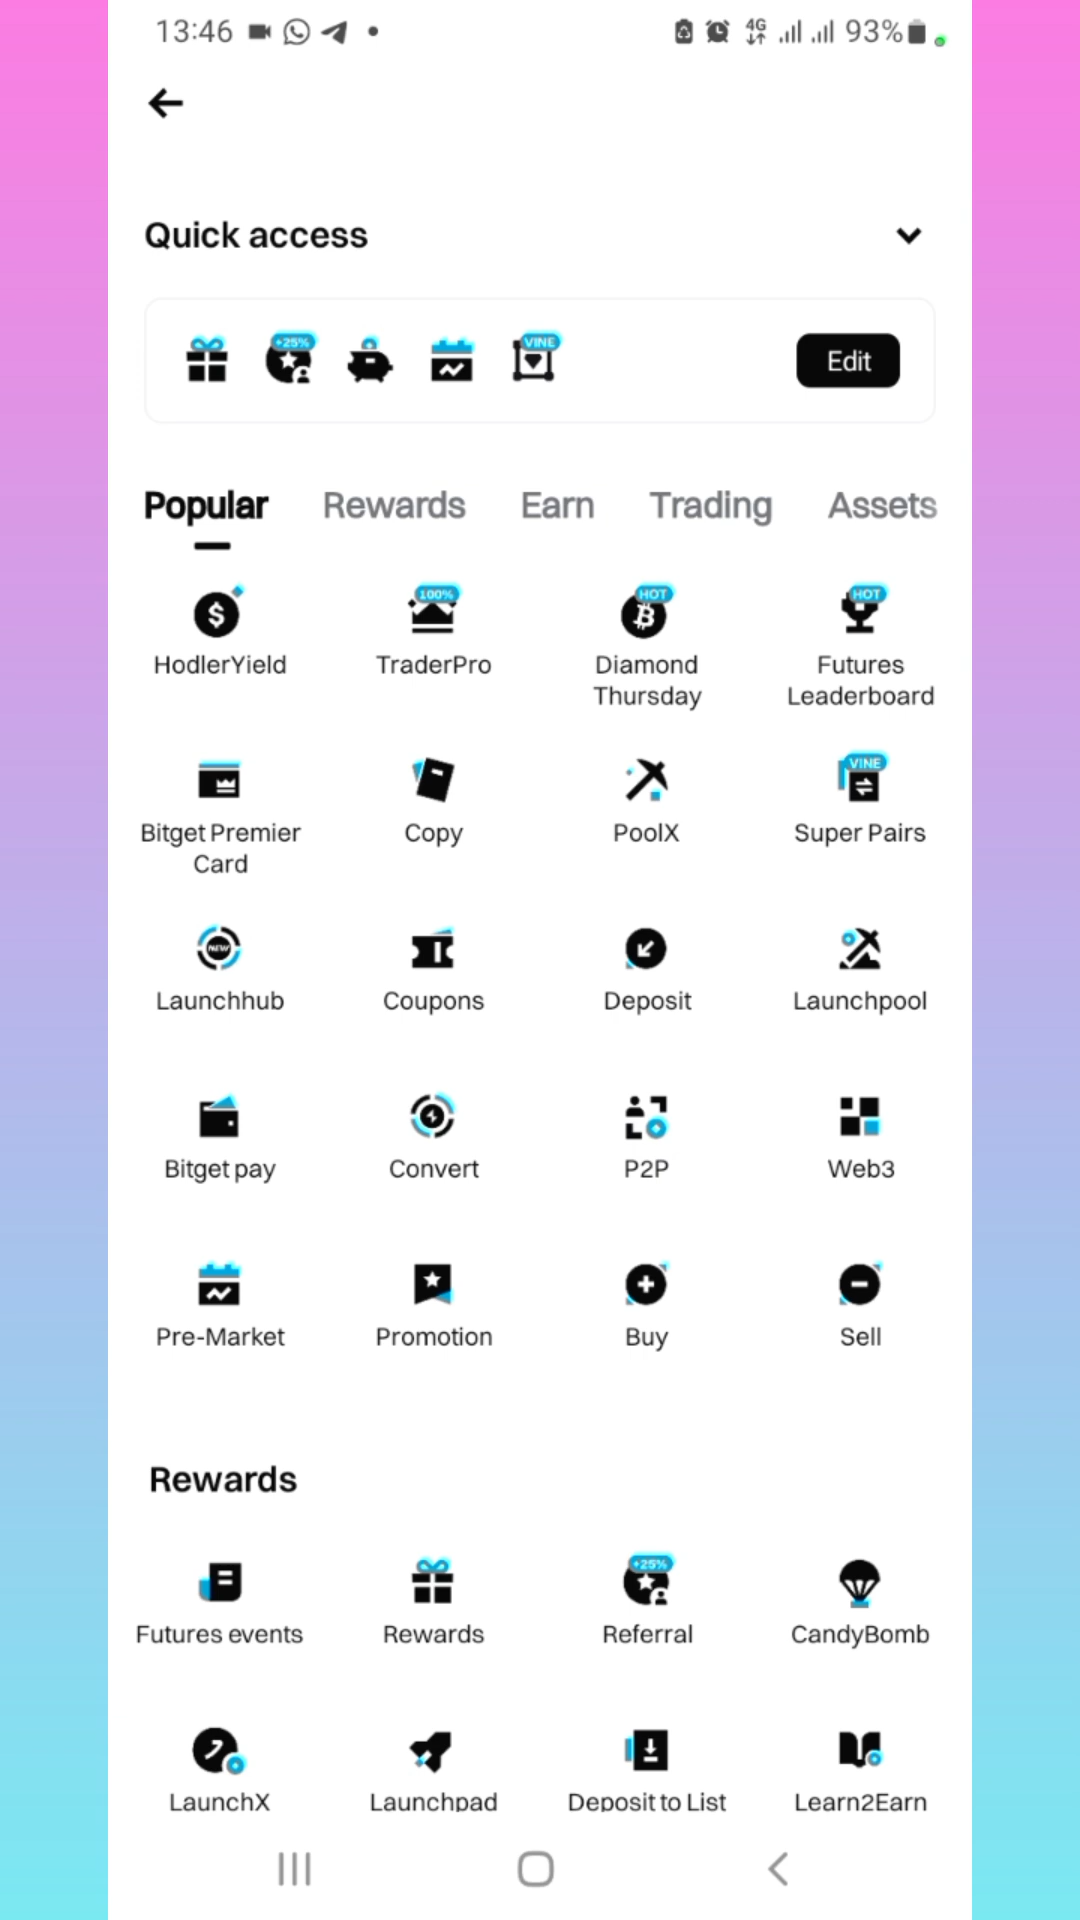 13:46
4G
93%
Quick access
+25%
VINE
Edit
Popular Rewards Earn Trading Assets
100%
HOT
HOT
HodlerYield
TraderPro
Diamond
Thursday
Futures
Leaderboard
VINE
Bitget Premier
Card
Copy
PoolX
Super Pairs
NEW
Launchhub
Coupons
Deposit
Launchpool
Bitget pay
Convert
P2P
Web3
Pre-Market
Promotion
Buy
Sell
Rewards
+25%
Futures events
Rewards
Referral
CandyBomb
LaunchX
Launchpad
Deposit to List
Learn2Earn